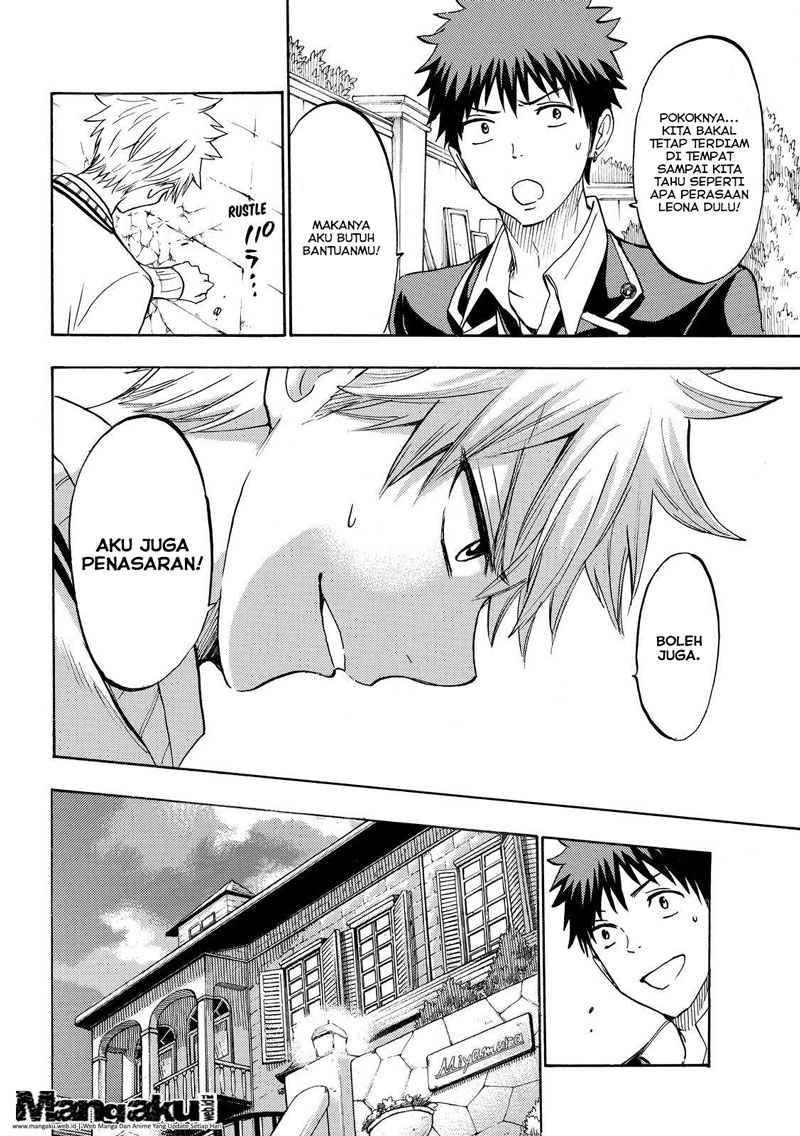 POKOKNYA...
KITA BAKAL
TETAP TERDIAM
DI TEMPAT
SAMPAI KITA
TAHU SEPERTI
APA PERASAAN
LEONA DULU!
MAKANYA
AKU BUTUH
BANTUANMU!
RUSTLE
BOLEH
JUGA.
AKU JUGA
PENASARAN!
Miyamura
Mangaku
www.mangaku.web.id | Web Manga Dan Anime Yang Update Setiap Hari